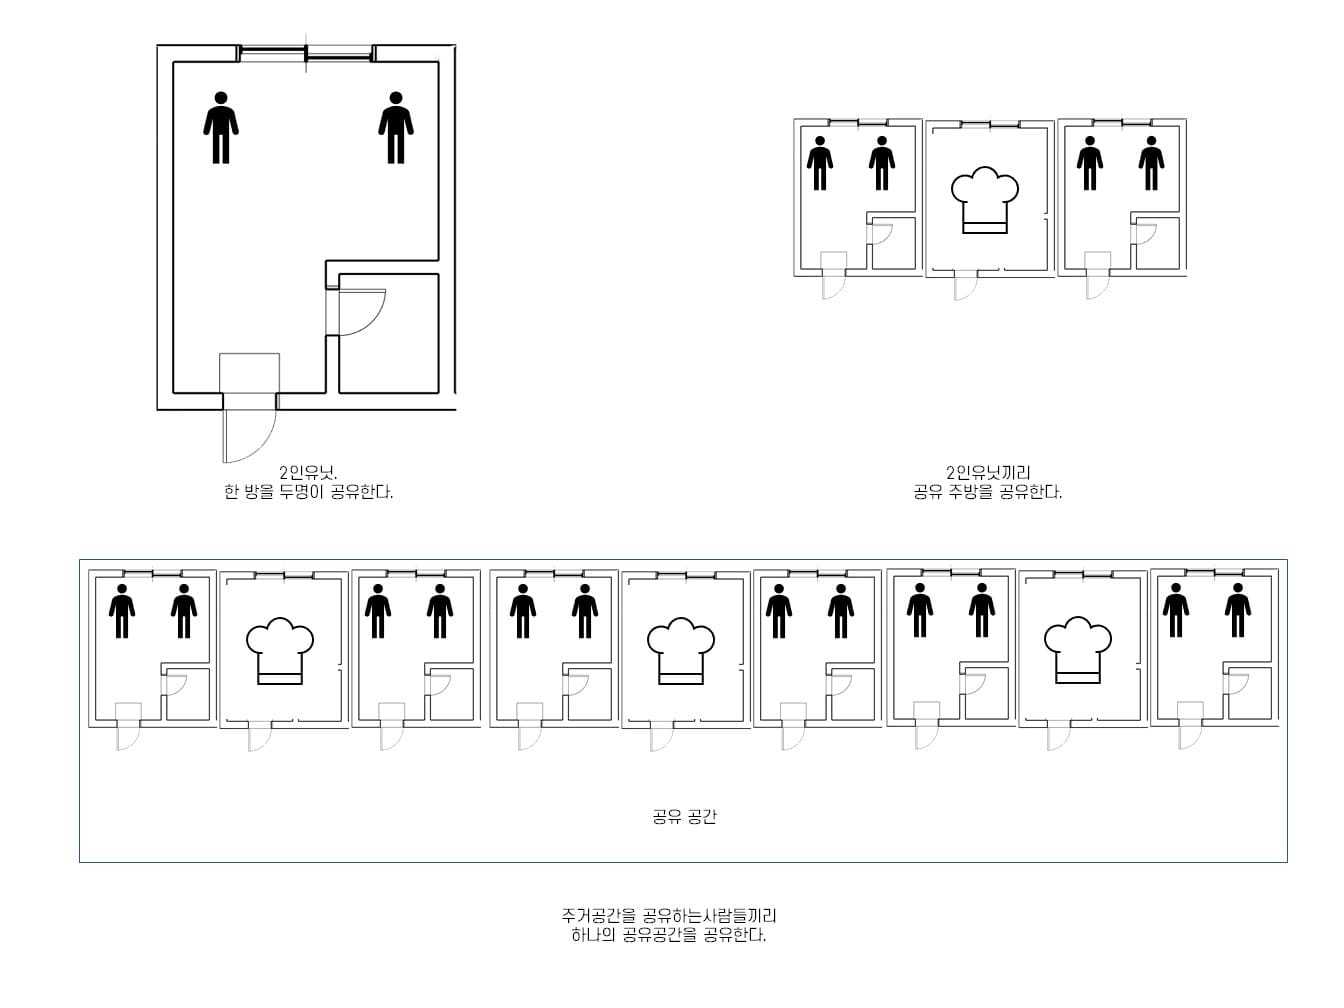 2인유닛.
한 방을 두명이 공유한다.
2인유닛끼리
공유 주방을 공유한다.
공유 공간
주거공간을 공유하는사람들끼리
하나의 공유공간을 공유한다.